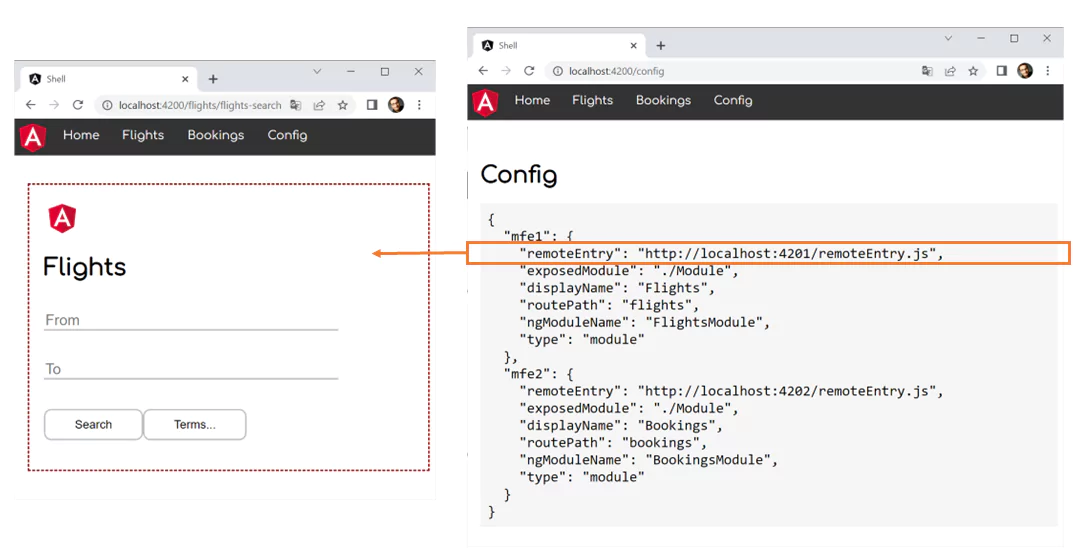 Shell
localhost:4200/flights/flights-search
Home Flights Bookings Config
Flights
From
To
Search Terms...
Shell
localhost:4200/config
Home Flights Bookings Config
Config
{
"mfe1": {
"remoteEntry": "http://localhost:4201/remoteEntry.js",
"exposedModule": "./Module",
"displayName": "Flights",
"routePath": "flights",
"ngModuleName": "FlightsModule",
"type": "module"
},
"mfe2": {
"remoteEntry": "http://localhost:4202/remoteEntry.js",
"exposedModule": "./Module",
"displayName": "Bookings",
"routePath": "bookings",
"ngModuleName": "BookingsModule",
"type": "module"
}
}